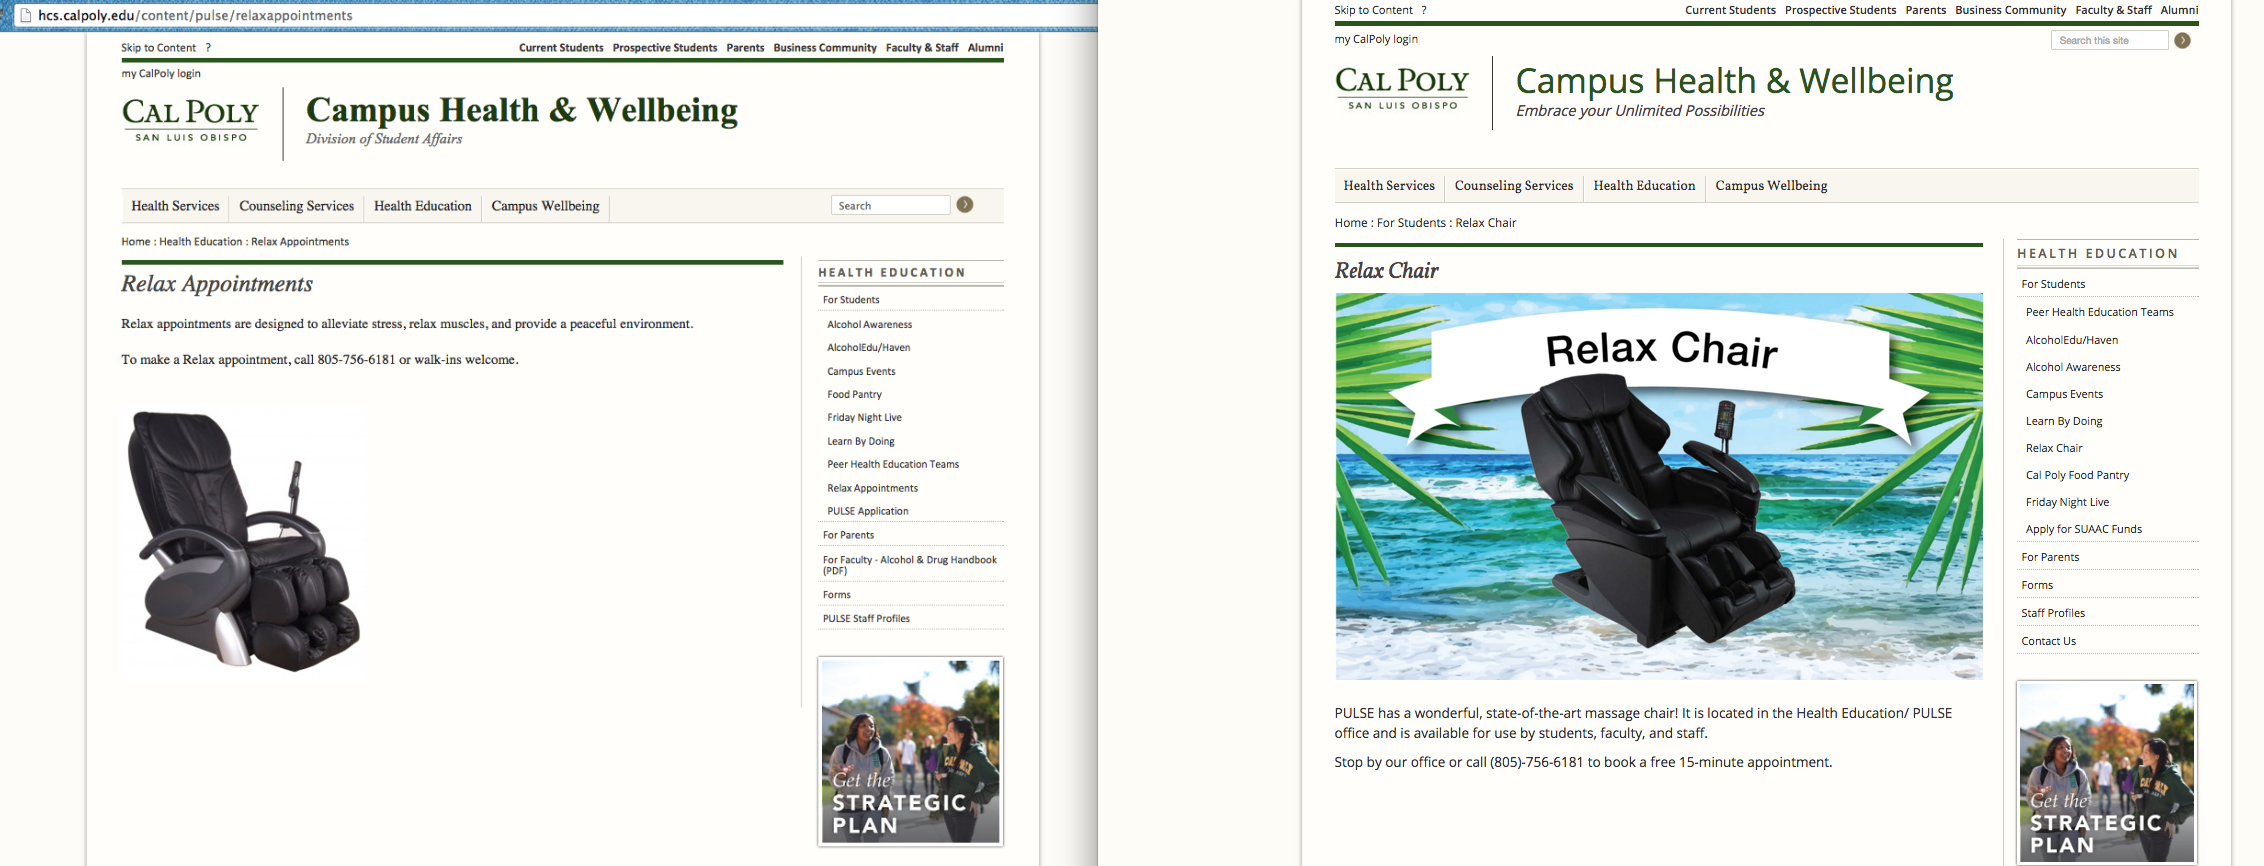 hcs.calpoly.edu/content/pulse/relaxappointments
Skip to Content ?
Current Students Prospective Students Parents Business Community Faculty & Staff Alumni
my CalPoly login
CAL POLY
SAN LUIS OBISPO
Campus Health & Wellbeing
Division of Student Affairs
Health Services Counseling Services Health Education Campus Wellbeing
Search
Home : Health Education : Relax Appointments
Relax Appointments
Relax appointments are designed to alleviate stress, relax muscles, and provide a peaceful environment.
To make a Relax appointment, call 805-756-6181 or walk-ins welcome.
HEALTH EDUCATION
For Students
Alcohol Awareness
AlcoholEdu/Haven
Campus Events
Food Pantry
Friday Night Live
Learn By Doing
Peer Health Education Teams
Relax Appointments
PULSE Application
For Parents
For Faculty - Alcohol & Drug Handbook
(PDF)
Forms
PULSE Staff Profiles
Get the
STRATEGIC
PLAN
Skip to Content ?
Current Students Prospective Students Parents Business Community Faculty & Staff Alumni
my CalPoly login
Search this site
CAL POLY
SAN LUIS OBISPO
Campus Health & Wellbeing
Embrace your Unlimited Possibilities
Health Services Counseling Services Health Education Campus Wellbeing
Home : For Students : Relax Chair
Relax Chair
Relax Chair
PULSE has a wonderful, state-of-the-art massage chair! It is located in the Health Education/ PULSE
office and is available for use by students, faculty, and staff.
Stop by our office or call (805)-756-6181 to book a free 15-minute appointment.
HEALTH EDUCATION
For Students
Peer Health Education Teams
AlcoholEdu/Haven
Alcohol Awareness
Campus Events
Learn By Doing
Relax Chair
Cal Poly Food Pantry
Friday Night Live
Apply for SUAAC Funds
For Parents
Forms
Staff Profiles
Contact Us
Get the
STRATEGIC
PLAN